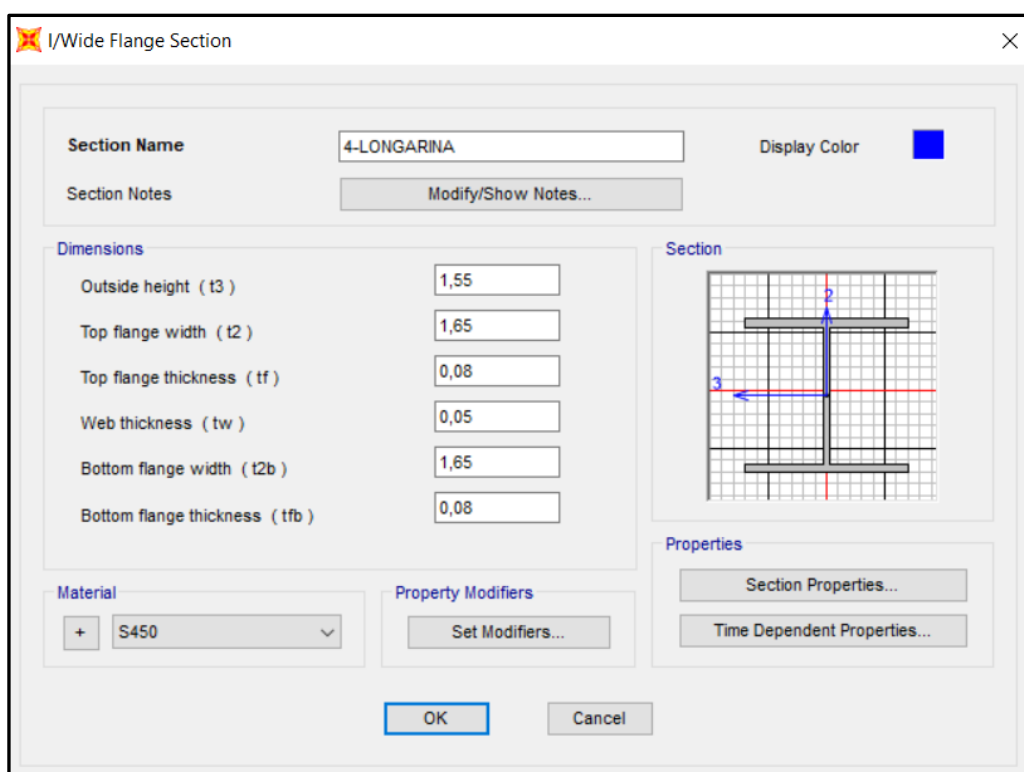 I/Wide Flange Section
Section Name 4-LONGARINA Display Color
Section Notes Modify/Show Notes...
Dimensions
Outside height ( t3 ) 1,55
Top flange width ( t2 ) 1,65
Top flange thickness ( tf ) 0,08
Web thickness ( tw ) 0,05
Bottom flange width ( t2b ) 1,65
Bottom flange thickness ( tfb ) 0,08
Section
2
3
Material
+ S450
Property Modifiers
Set Modifiers...
Properties
Section Properties...
Time Dependent Properties...
OK Cancel